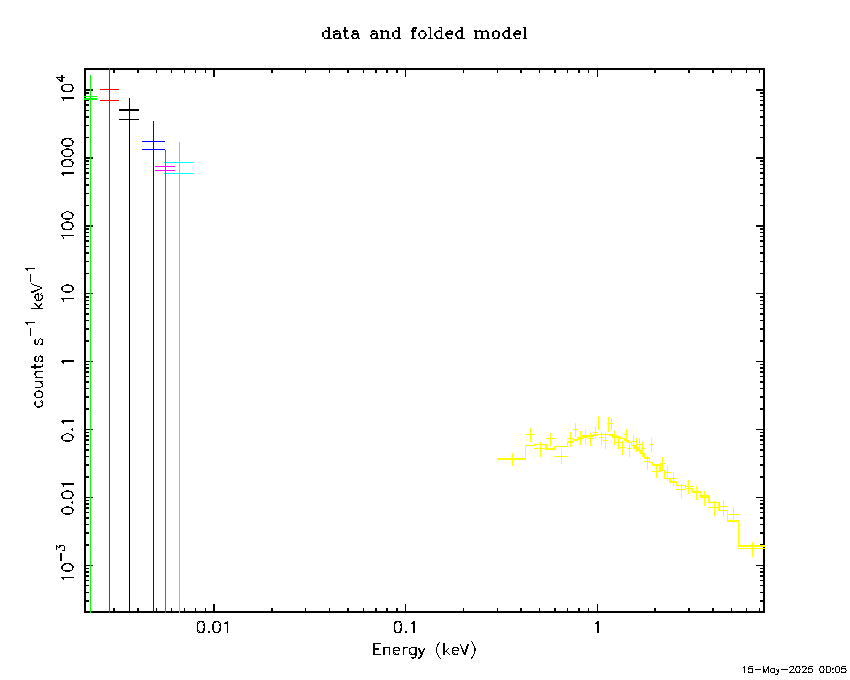 data and folded model
counts s⁻¹ keV⁻¹
10⁴
1000
100
10
1
0.1
0.01
10⁻³
0.01 0.1 1
Energy (keV)
15-May-2025 00:05